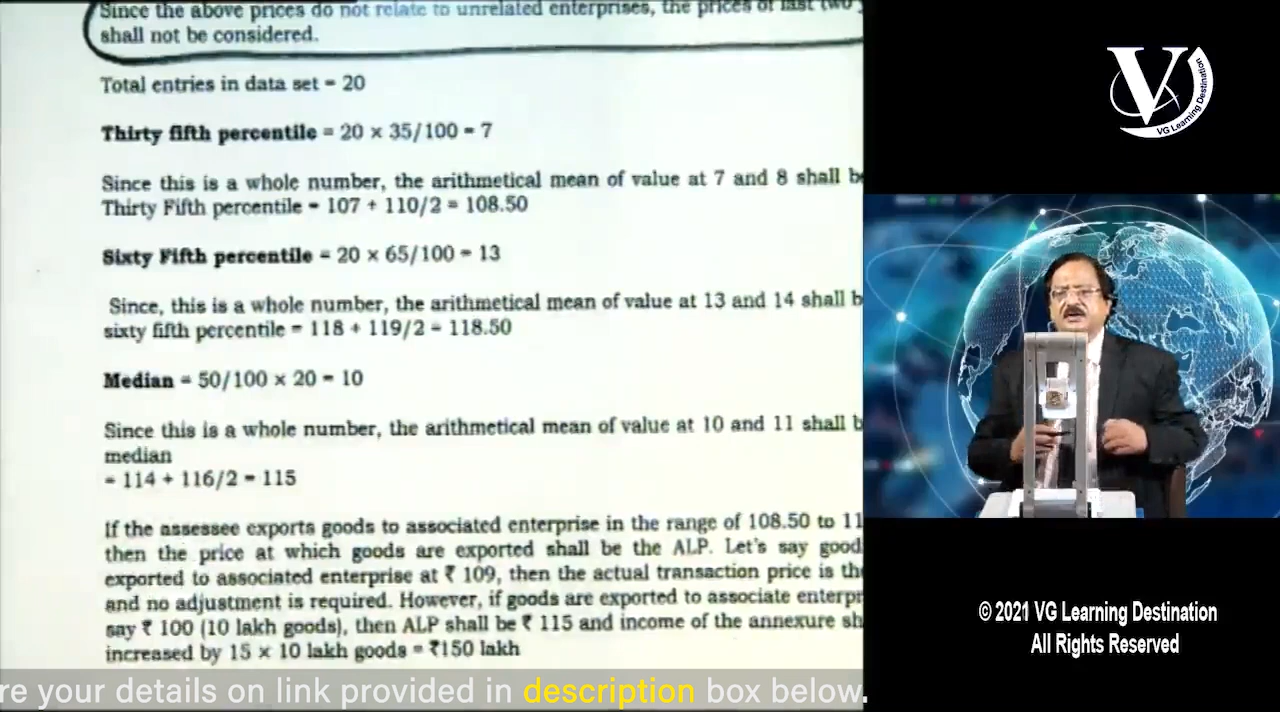 Since the above prices do not relate to unrelated enterprises, the prices of last two
shall not be considered.
Total entries in data set = 20
Thirty fifth percentile = 20 × 35/100 = 7
Since this is a whole number, the arithmetical mean of value at 7 and 8 shall
Thirty Fifth percentile = 107 + 110/2 = 108.50
Sixty Fifth percentile = 20 × 65/100 = 13
Since, this is a whole number, the arithmetical mean of value at 13 and 14 shall
sixty fifth percentile = 118 + 119/2 = 118.50
Median = 50/100 × 20 = 10
Since this is a whole number, the arithmetical mean of value at 10 and 11 shall
median
= 114 + 116/2 = 115
If the assessee exports goods to associated enterprise in the range of 108.50 to 11
then the price at which goods are exported shall be the ALP. Let's say good
exported to associated enterprise at ₹ 109, then the actual transaction price is
and no adjustment is required. However, if goods are exported to associate
say ₹ 100 (10 lakh goods), then ALP shall be ₹ 115 and income of the annexure
increased by 15 × 10 lakh goods = ₹150 lakh
re your details on link provided in description box below.
V
VG Learning Destination
© 2021 VG Learning Destination
All Rights Reserved